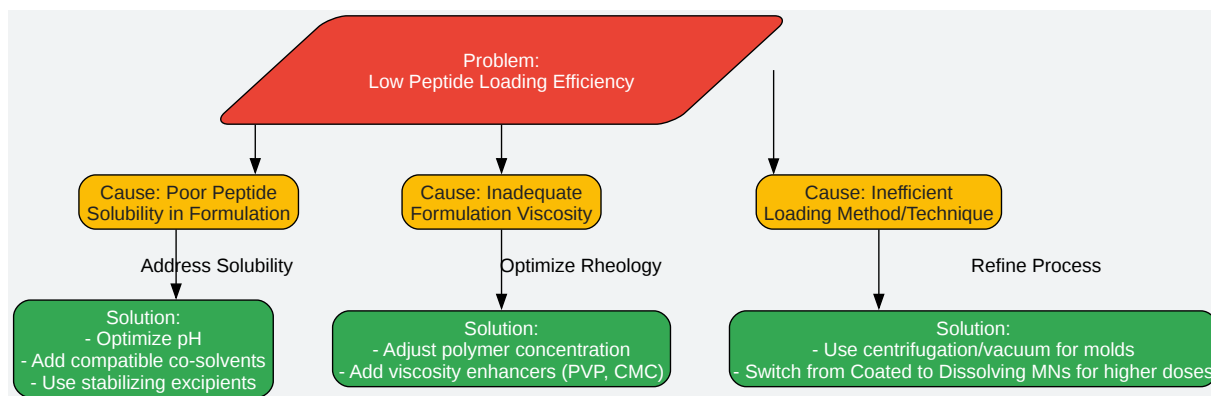 Problem:
Low Peptide Loading Efficiency
Cause: Poor Peptide
Solubility in Formulation
Cause: Inadequate
Formulation Viscosity
Cause: Inefficient
Loading Method/Technique
Address Solubility
Optimize Rheology
Refine Process
Solution:
- Optimize pH
- Add compatible co-solvents
- Use stabilizing excipients
Solution:
- Adjust polymer concentration
- Add viscosity enhancers (PVP, CMC)
Solution:
- Use centrifugation/vacuum for molds
- Switch from Coated to Dissolving MNs for higher doses